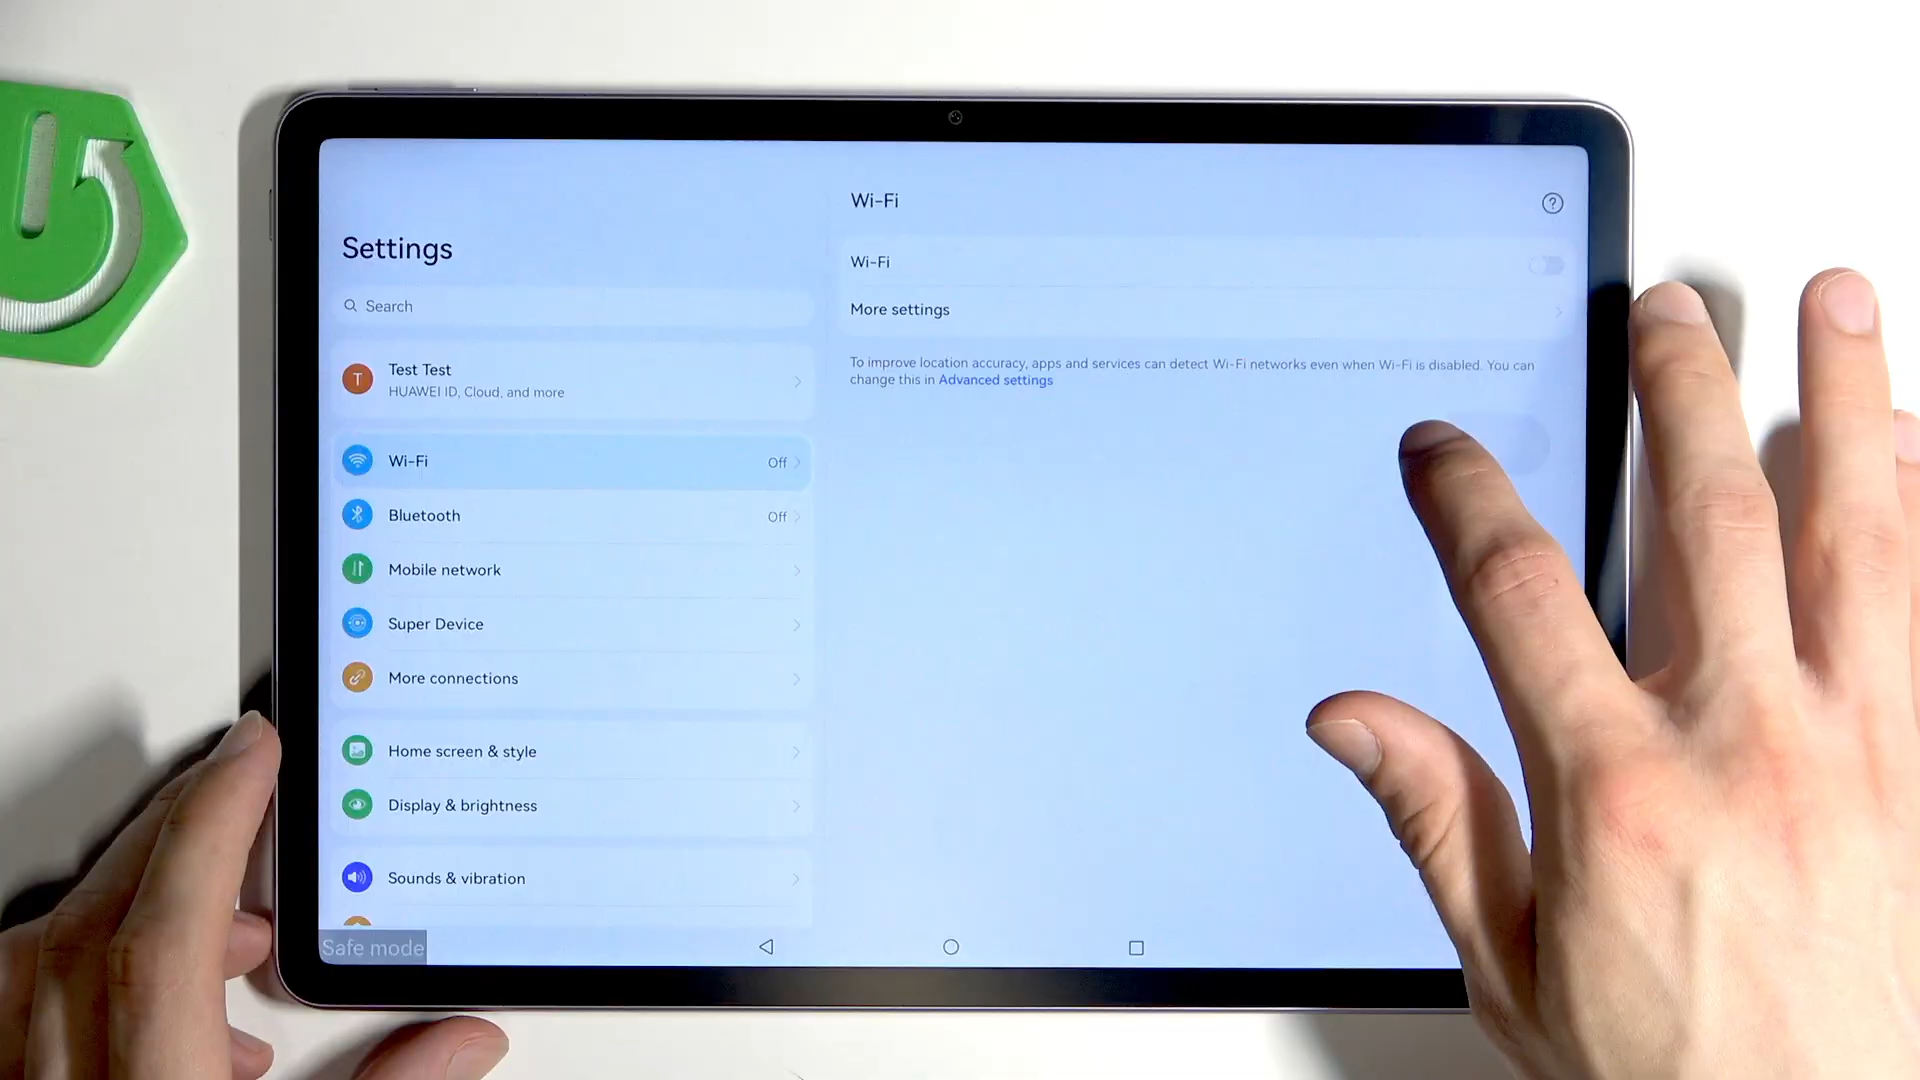 Settings
Search
T
Test Test
HUAWEI ID, Cloud, and more
Wi-Fi
Off
Bluetooth
Off
Mobile network
Super Device
More connections
Home screen & style
Display & brightness
Sounds & vibration
Safe mode
Wi-Fi
?
Wi-Fi
More settings
To improve location accuracy, apps and services can detect Wi-Fi networks even when Wi-Fi is disabled. You can
change this in Advanced settings